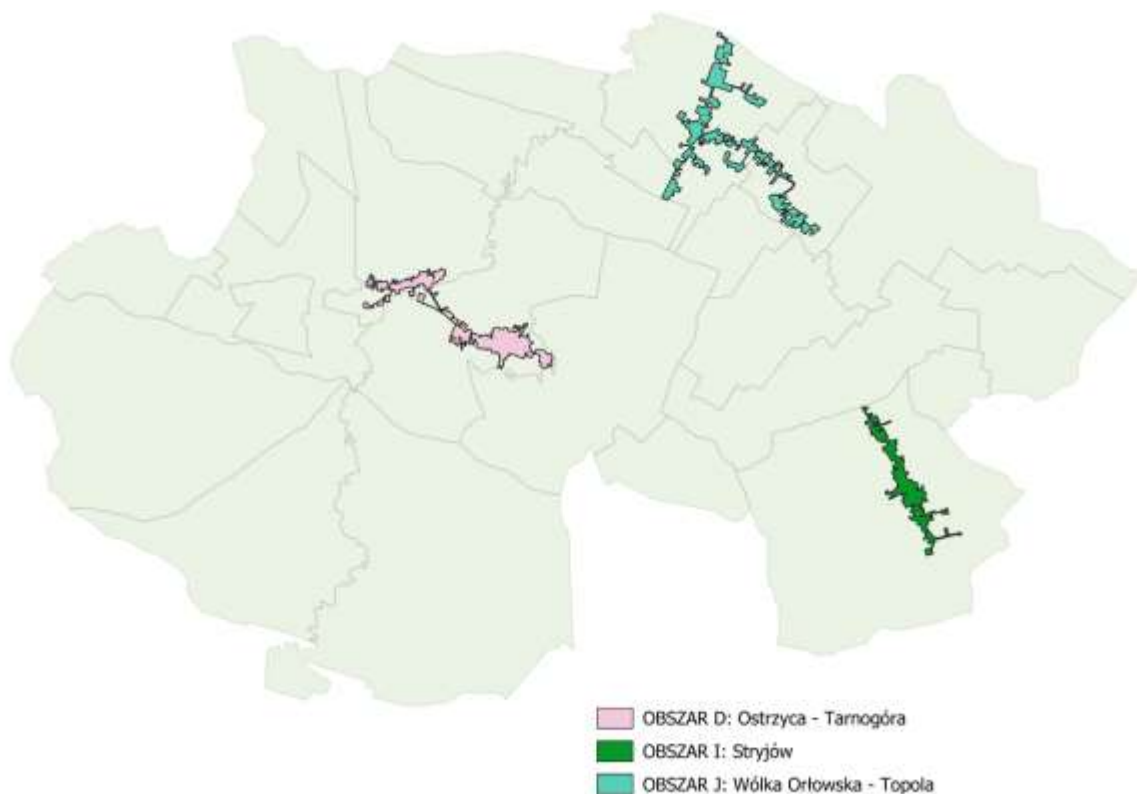 OBSZAR D: Ostrzyca - Tarnogóra
OBSZAR I: Stryjów
OBSZAR J: Wólka Orłowska - Topola